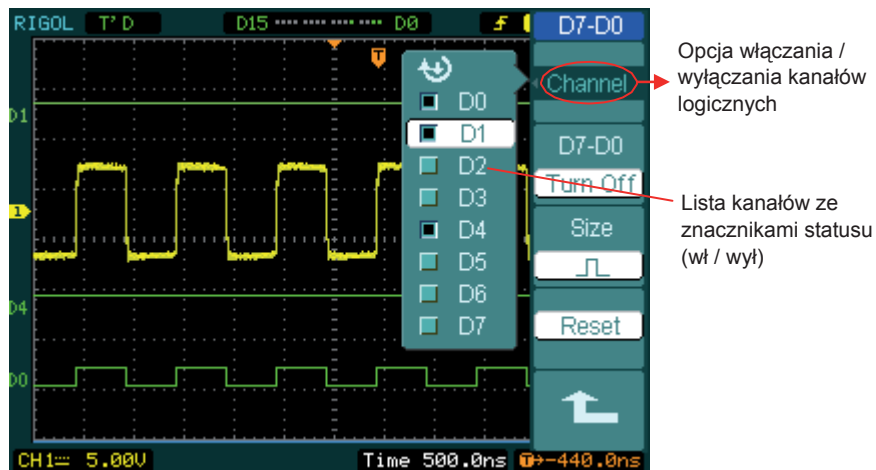 RIGOL T'D D15 D0
D7-D0
Channel
D7-D0
Turn Off
Size
Reset
D0
D1
D2
D3
D4
D5
D6
D7
D1
1
D4
D0
T
CH1 5.00V Time 500.0ns T→-440.0ns
Opcja włączania /
wyłączania kanałów
logicznych
Lista kanałów ze
znacznikami statusu
(wł / wył)